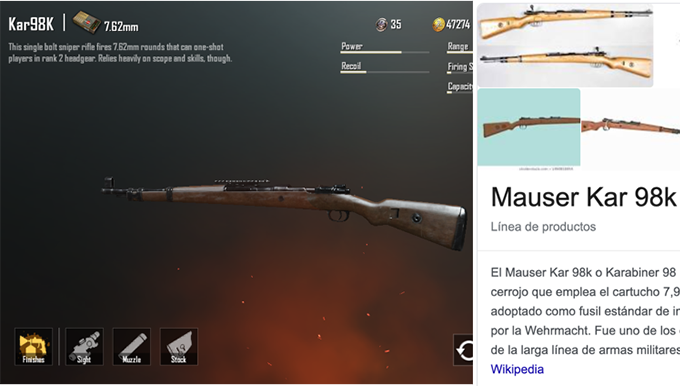 Kar98K
7.62mm
35
47274
This single bolt sniper rifle fires 7.62mm rounds that can one-shot
players in rank 2 headgear. Relies heavily on scope and skills, though.
Power
Range
Recoil
Firing S
Capacit
Finishes
Sight
Muzzle
Stock
Mauser Kar 98k
Línea de productos
El Mauser Kar 98k o Karabiner 98
cerrojo que emplea el cartucho 7,9
adoptado como fusil estándar de in
por la Wehrmacht. Fue uno de los
de la larga línea de armas militares
Wikipedia